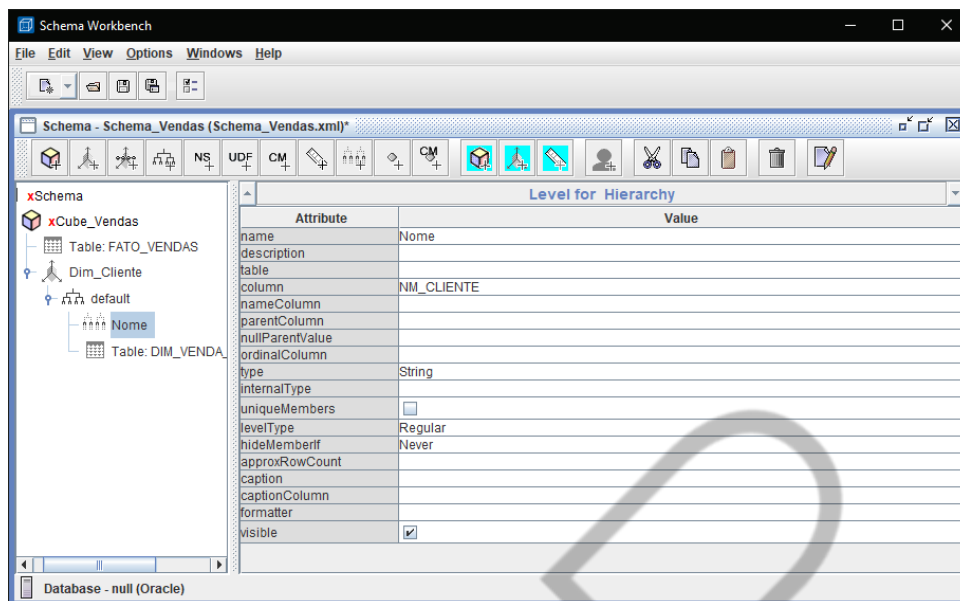 Schema Workbench
File Edit View Options Windows Help
Schema - Schema_Vendas (Schema_Vendas.xml)*
NS UDF CM CM
xSchema
xCube_Vendas
Table: FATO_VENDAS
Dim_Cliente
default
Nome
Table: DIM_VENDA_
Level for Hierarchy
Attribute Value
name Nome
description
table
column NM_CLIENTE
nameColumn
parentColumn
nullParentValue
ordinalColumn
type String
internalType
uniqueMembers
levelType Regular
hideMemberIf Never
approxRowCount
caption
captionColumn
formatter
visible
Database - null (Oracle)